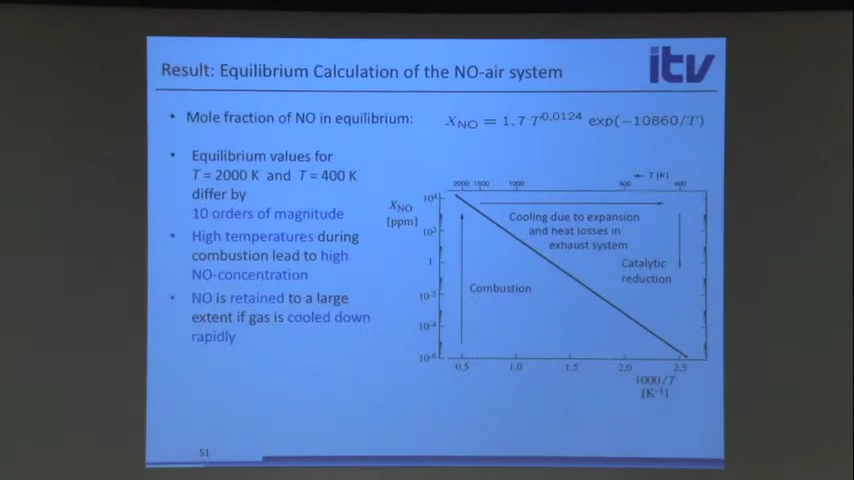 Result: Equilibrium Calculation of the NO-air system
itv
• Mole fraction of NO in equilibrium: X_NO = 1.7 T^0,0124 exp(−10860/T)
• Equilibrium values for
T = 2000 K and T = 400 K
differ by
10 orders of magnitude
• High temperatures during
combustion lead to high
NO-concentration
• NO is retained to a large
extent if gas is cooled down
rapidly
← T [K]
2000 1500 1000 500 400
X_NO
[ppm]
10^4
10^2
1
10^-2
10^-4
10^-6
Cooling due to expansion
and heat losses in
exhaust system
Catalytic
reduction
Combustion
0.5 1.0 1.5 2.0 2.5
1000/T
[K^-1]
51